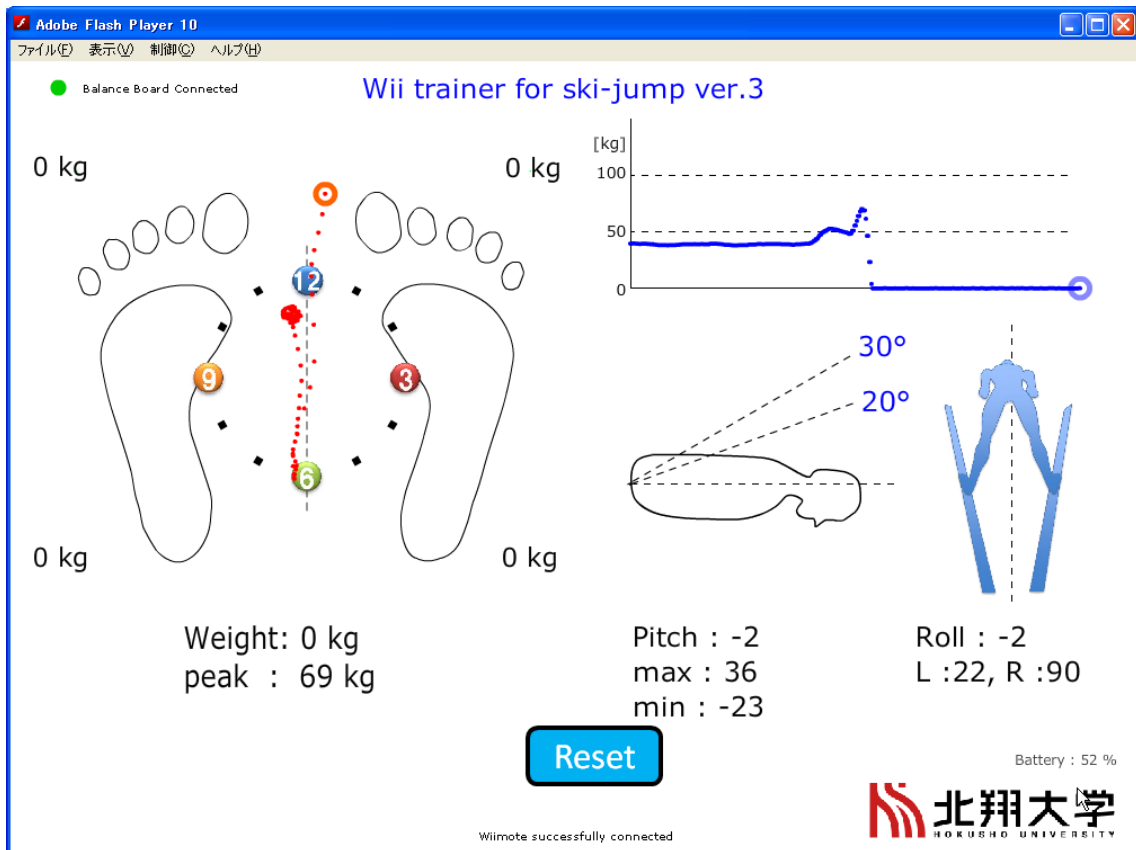 Adobe Flash Player 10
ファイル(F) 表示(V) 制御(C) ヘルプ(H)
Balance Board Connected
Wii trainer for ski-jump ver.3
0 kg
0 kg
[kg]
100
50
0
12
9
3
6
30°
20°
0 kg
0 kg
Weight: 0 kg
peak : 69 kg
Pitch : -2
max : 36
min : -23
Roll : -2
L :22, R :90
Reset
Battery : 52 %
北翔大学
HOKUSHO UNIVERSITY
Wiimote successfully connected